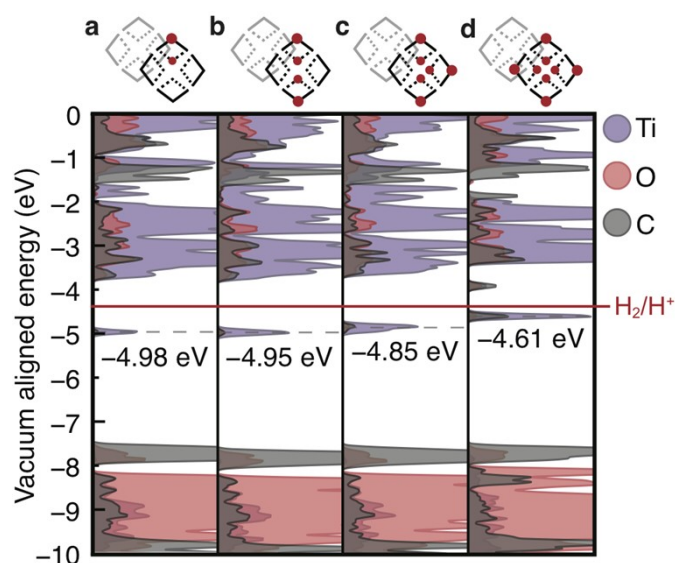 a b c d
0
−1
−2
−3
−4
−5
−6
−7
−8
−9
−10
Vacuum aligned energy (eV)
−4.98 eV
−4.95 eV
−4.85 eV
−4.61 eV
Ti
O
C
H₂/H⁺